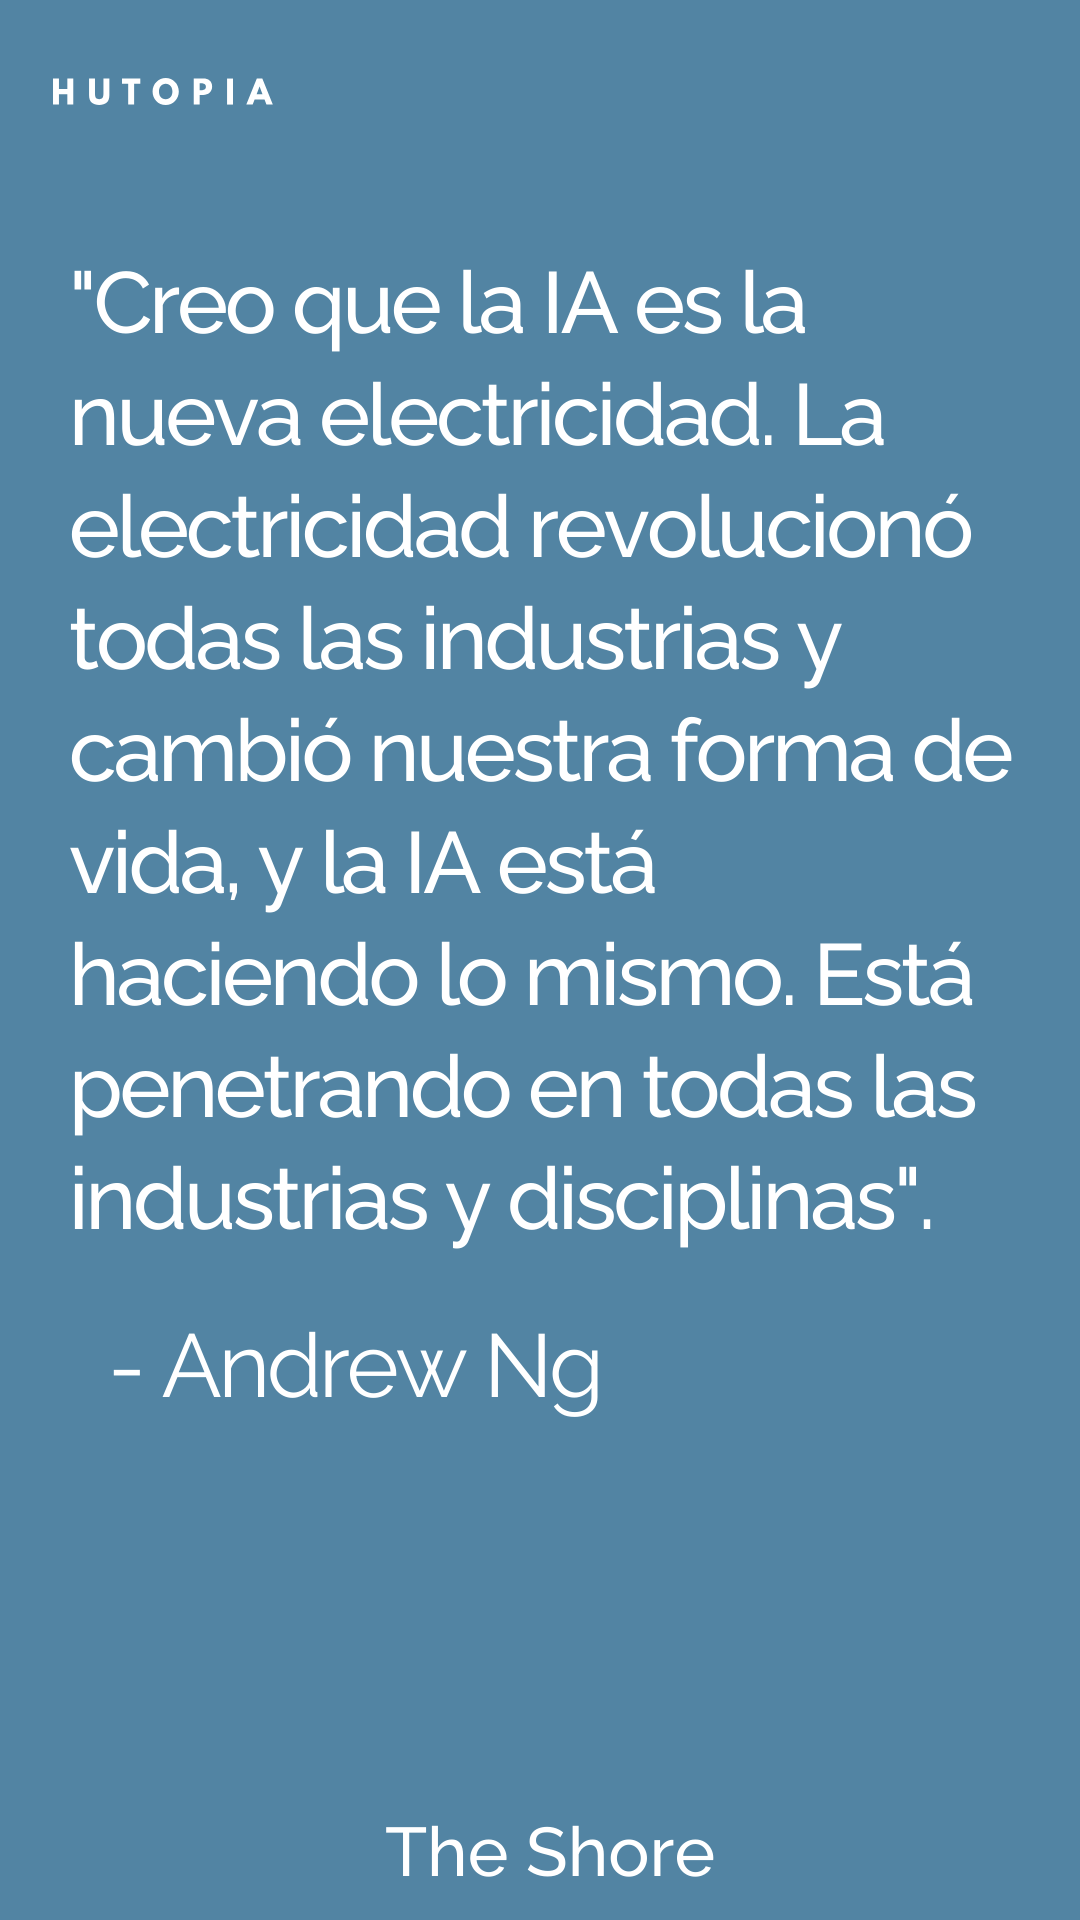 HUTOPIA
"Creo que la IA es la
nueva electricidad. La
electricidad revolucionó
todas las industrias y
cambió nuestra forma de
vida, y la IA está
haciendo lo mismo. Está
penetrando en todas las
industrias y disciplinas".
- Andrew Ng
The Shore